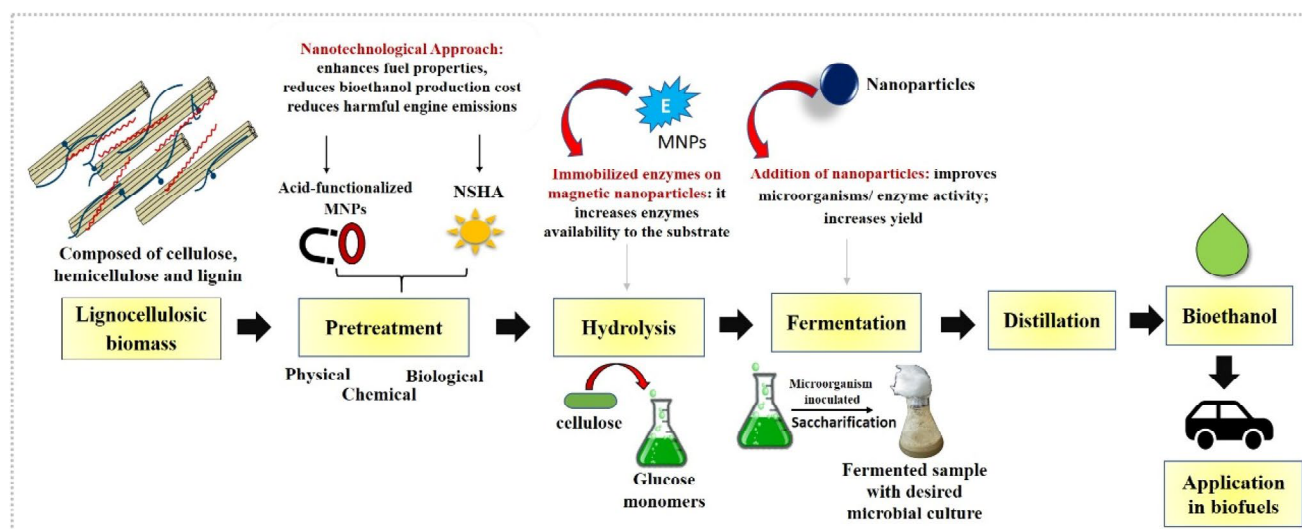 Nanotechnological Approach:
enhances fuel properties,
reduces bioethanol production cost
reduces harmful engine emissions
Acid-functionalized
MNPs
NSHA
E
MNPs
Immobilized enzymes on
magnetic nanoparticles: it
increases enzymes
availability to the substrate
Nanoparticles
Addition of nanoparticles: improves
microorganisms/ enzyme activity;
increases yield
Composed of cellulose,
hemicellulose and lignin
Lignocellulosic
biomass
Pretreatment
Hydrolysis
Fermentation
Distillation
Bioethanol
Physical
Chemical
Biological
cellulose
Glucose
monomers
Microorganism
inoculated
Saccharification
Fermented sample
with desired
microbial culture
Application
in biofuels